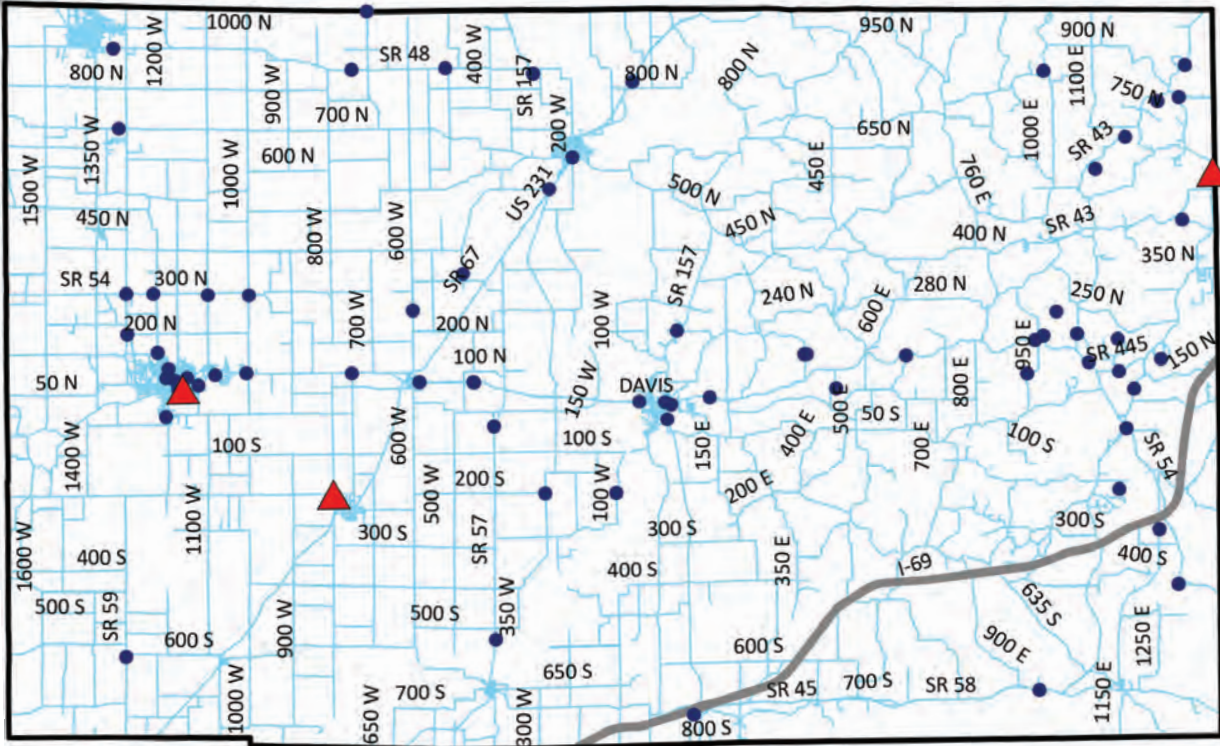 1000 N
950 N
900 N
SR 48
1200 W
400 W
SR 157
800 N
800 N
800 N
1100 E
750 N
900 W
700 N
200 W
650 N
1000 E
SR 43
1350 W
600 N
450 E
760 E
1500 W
1000 W
US 231
500 N
450 N
450 N
SR 43
400 N
350 N
800 W
600 W
SR 67
SR 157
SR 54
300 N
280 N
250 N
240 N
600 E
200 N
700 W
200 N
100 W
950 E
SR 445
150 N
100 N
50 N
DAVIS
150 W
800 E
500 E
50 S
400 E
1400 W
100 S
600 W
100 S
150 E
700 E
100 S
SR 54
500 W
200 S
100 W
200 E
1100 W
300 S
SR 57
300 S
300 S
1600 W
400 S
400 S
350 E
I-69
400 S
500 S
SR 59
600 S
900 W
500 S
350 W
635 S
600 S
900 E
1250 E
1000 W
650 W
700 S
650 S
300 W
SR 45
700 S
SR 58
1150 E
800 S